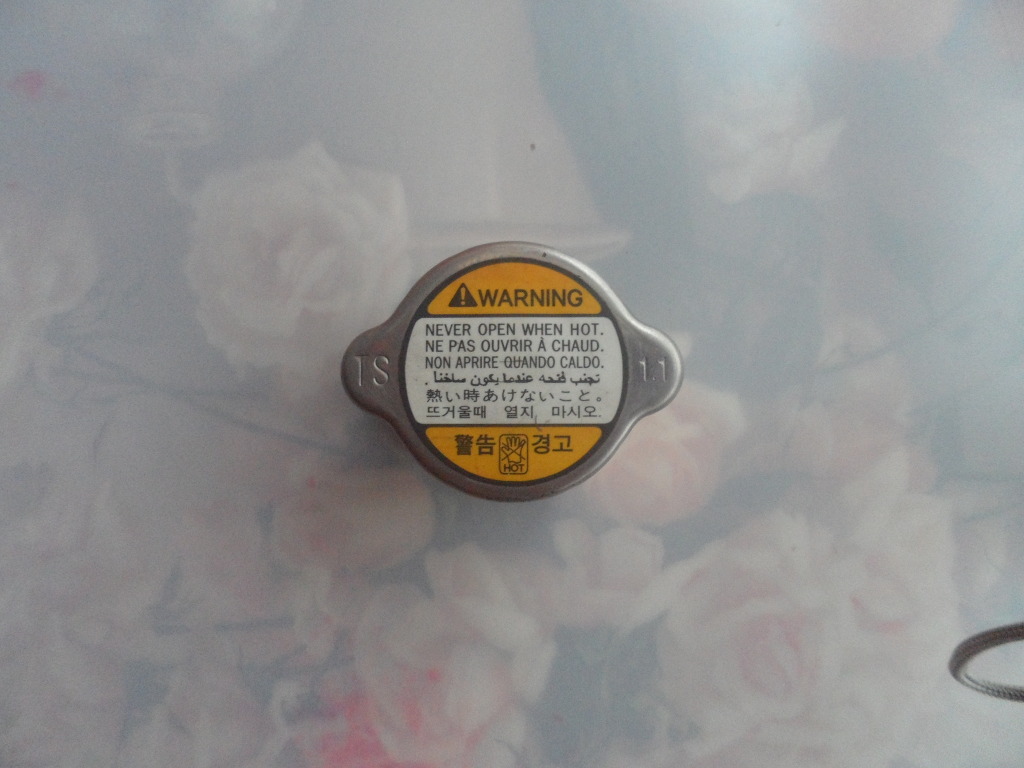 WARNING
NEVER OPEN WHEN HOT.
NE PAS OUVRIR À CHAUD.
NON APRIRE QUANDO CALDO.
تجنب فتحه عندما يكون ساخناً .
熱い時あけないこと。
뜨거울때 열지 마시오.
TS 1.1
警告 경고
HOT